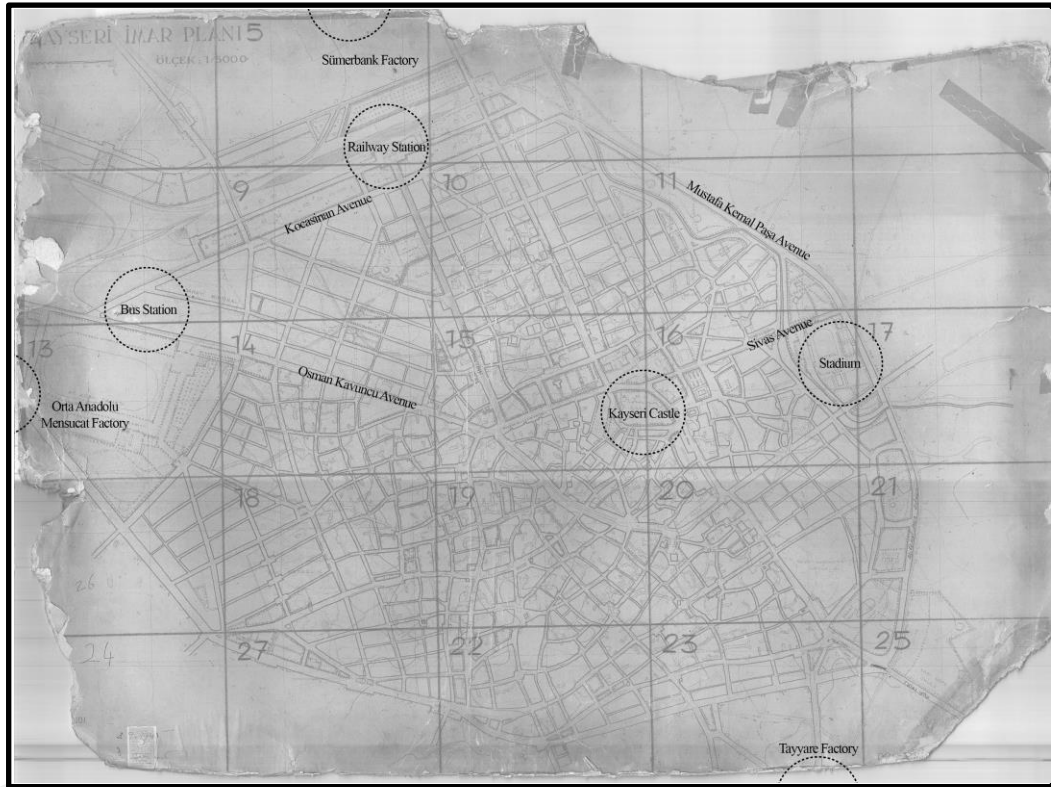 KAYSERİ İMAR PLANI 5
ÖLÇEK: 1/5000
Sümerbank Factory
Railway Station
9
10
11
Mustafa Kemal Paşa Avenue
Kocasinan Avenue
Bus Station
13
14
15
16
17
Sivas Avenue
Stadium
Osman Kavuncu Avenue
Orta Anadolu
Mensucat Factory
Kayseri Castle
18
19
20
21
26
24
27
22
23
25
Tayyare Factory